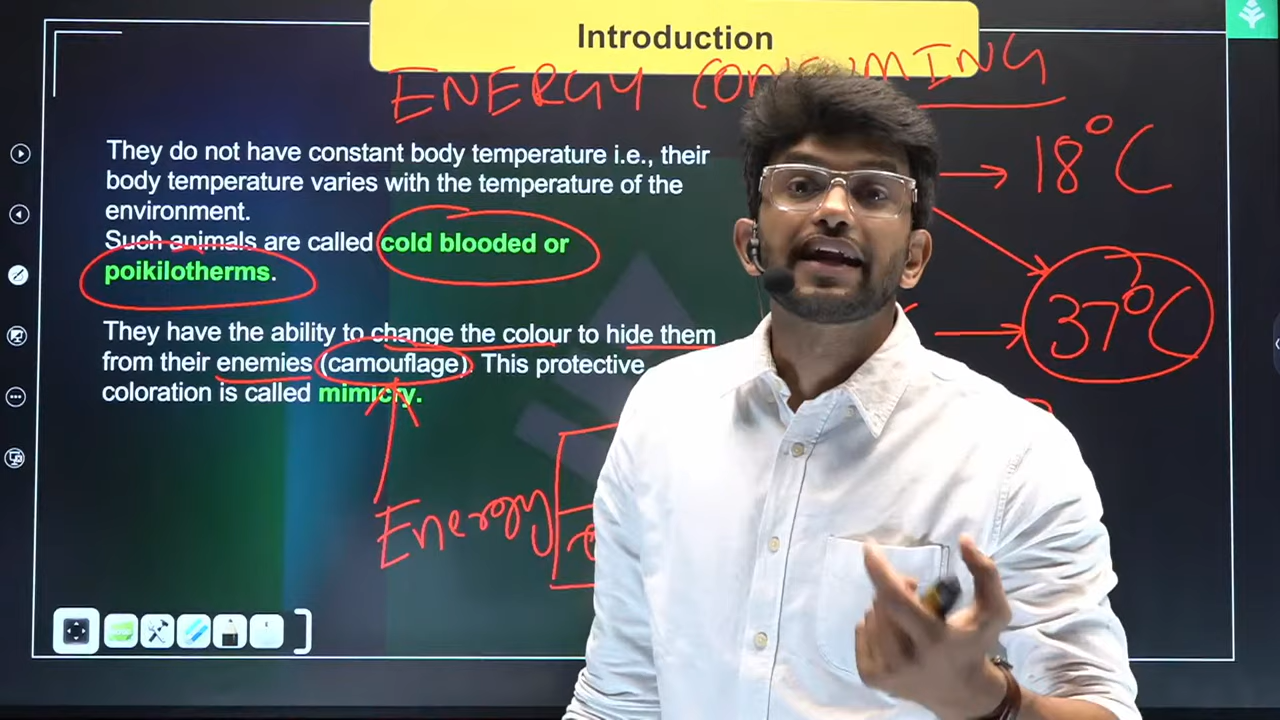 Introduction
ENERGY CONSUMING
They do not have constant body temperature i.e., their
body temperature varies with the temperature of the
environment.
Such animals are called cold blooded or
poikilotherms.
18°C
37°C
They have the ability to change the colour to hide them
from their enemies (camouflage). This protective
coloration is called mimicry.
Energy